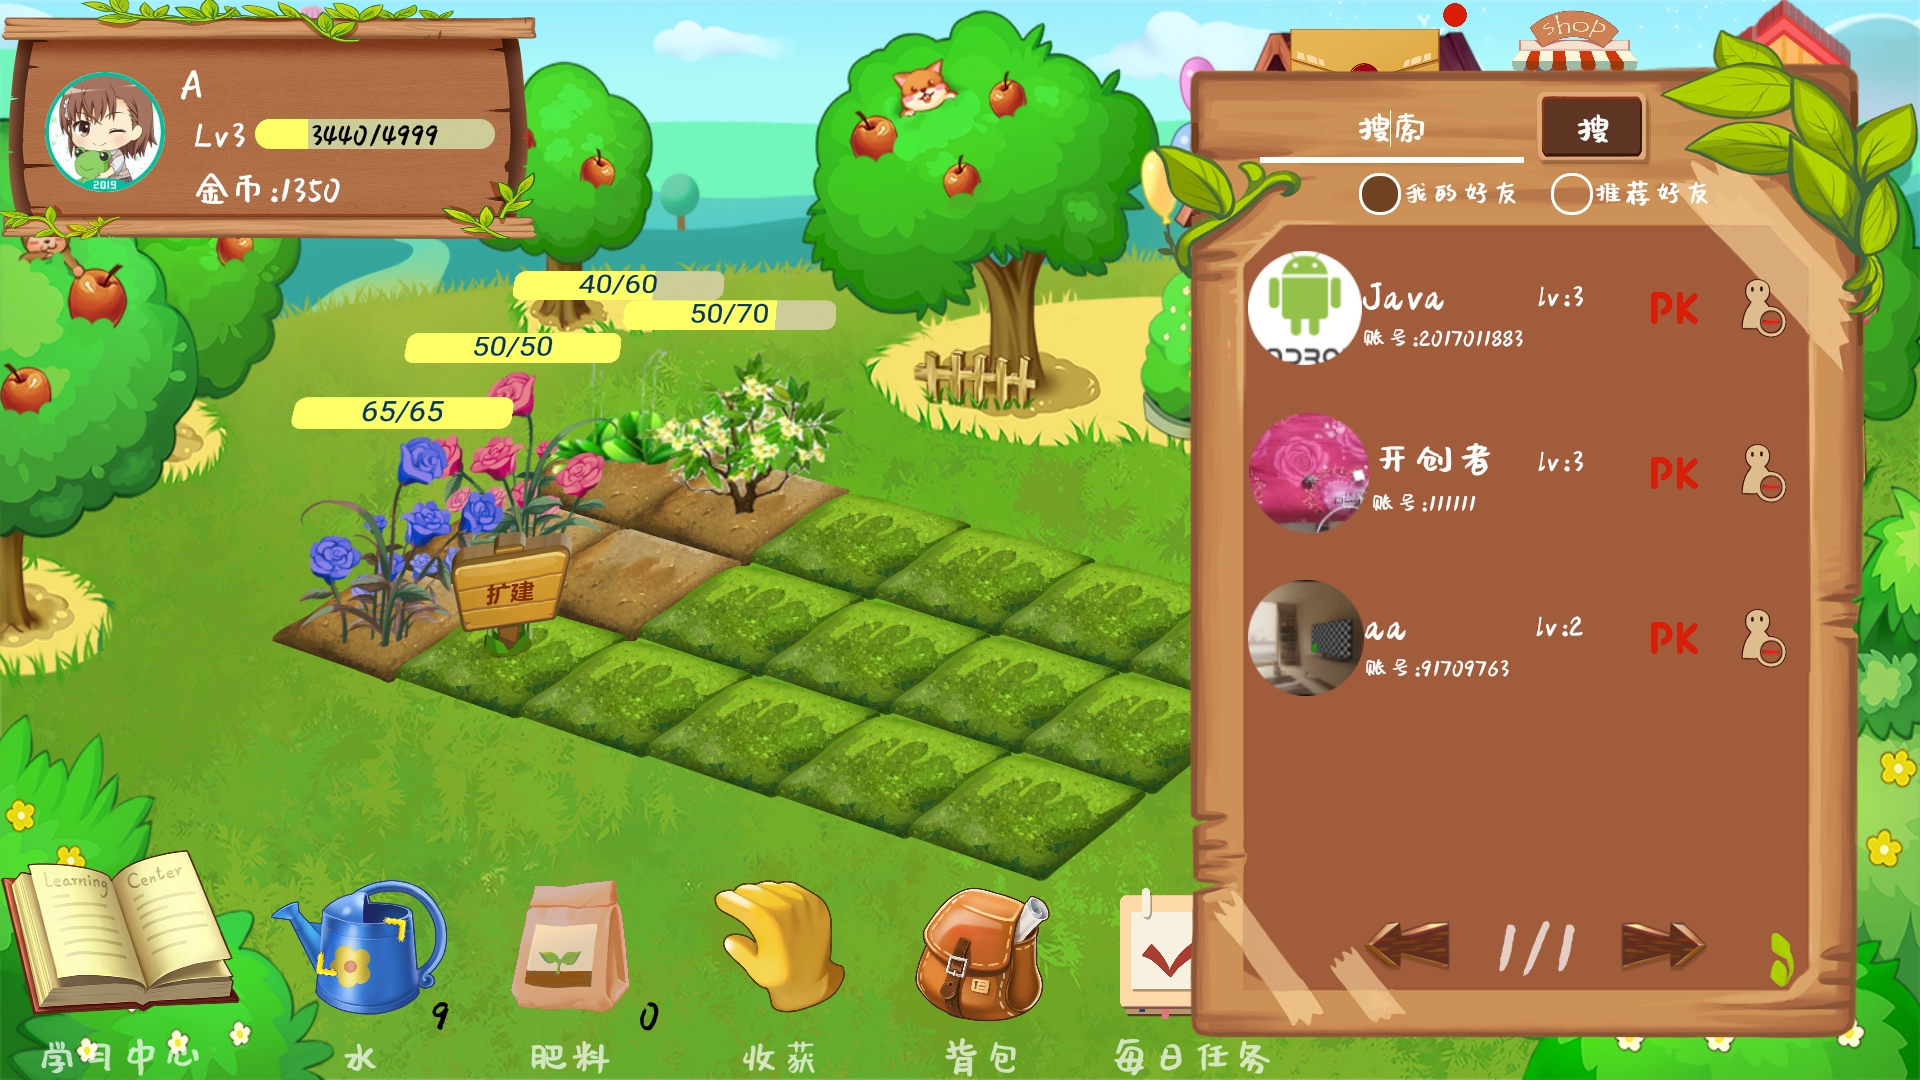 A
Lv3 3440/4999
金币:1350
2019
shop
搜索
搜
我的好友
推荐好友
40/60
50/70
50/50
65/65
扩建
Java
lv:3
PK
账号:2017011883
开创者
lv:3
PK
账号:111111
aa
lv:2
PK
账号:91709763
1/1
Learning Center
9
0
学习中心
水
肥料
收获
背包
每日任务